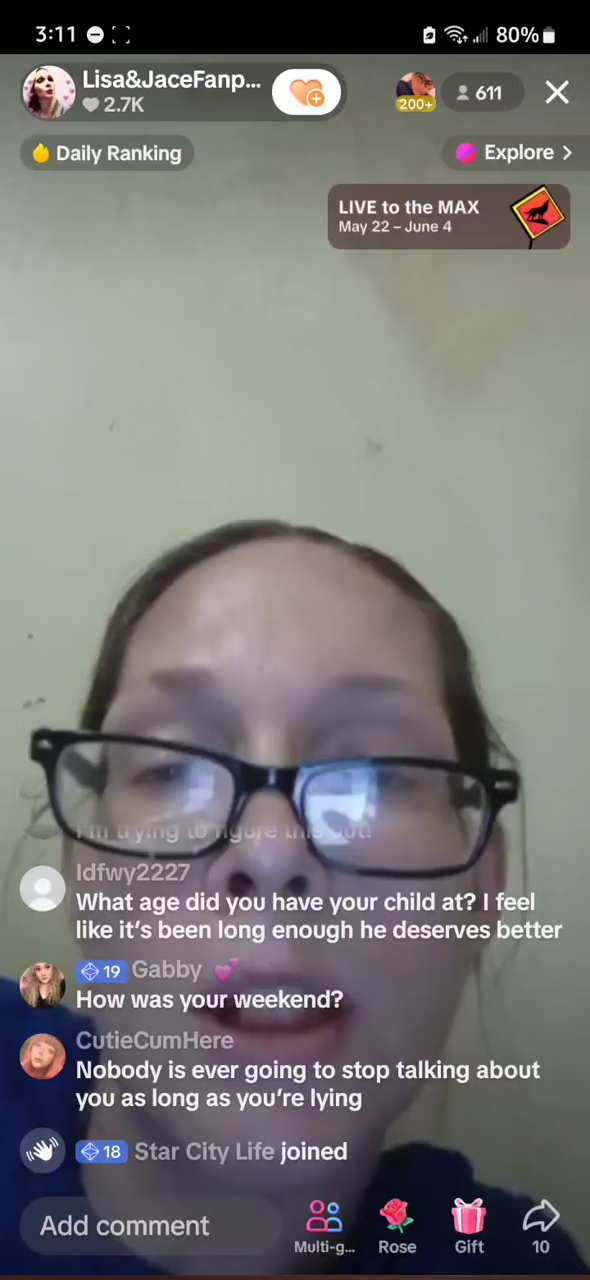 3:11
80%
Lisa&JaceFanp...
2.7K
200+
611
Daily Ranking
Explore >
LIVE to the MAX
May 22 – June 4
I'm trying to figure this out!
ldfwy2227
What age did you have your child at? I feel
like it's been long enough he deserves better
19 Gabby 💕
How was your weekend?
CutieCumHere
Nobody is ever going to stop talking about
you as long as you're lying
18 Star City Life joined
Add comment
Multi-g...
Rose
Gift
10